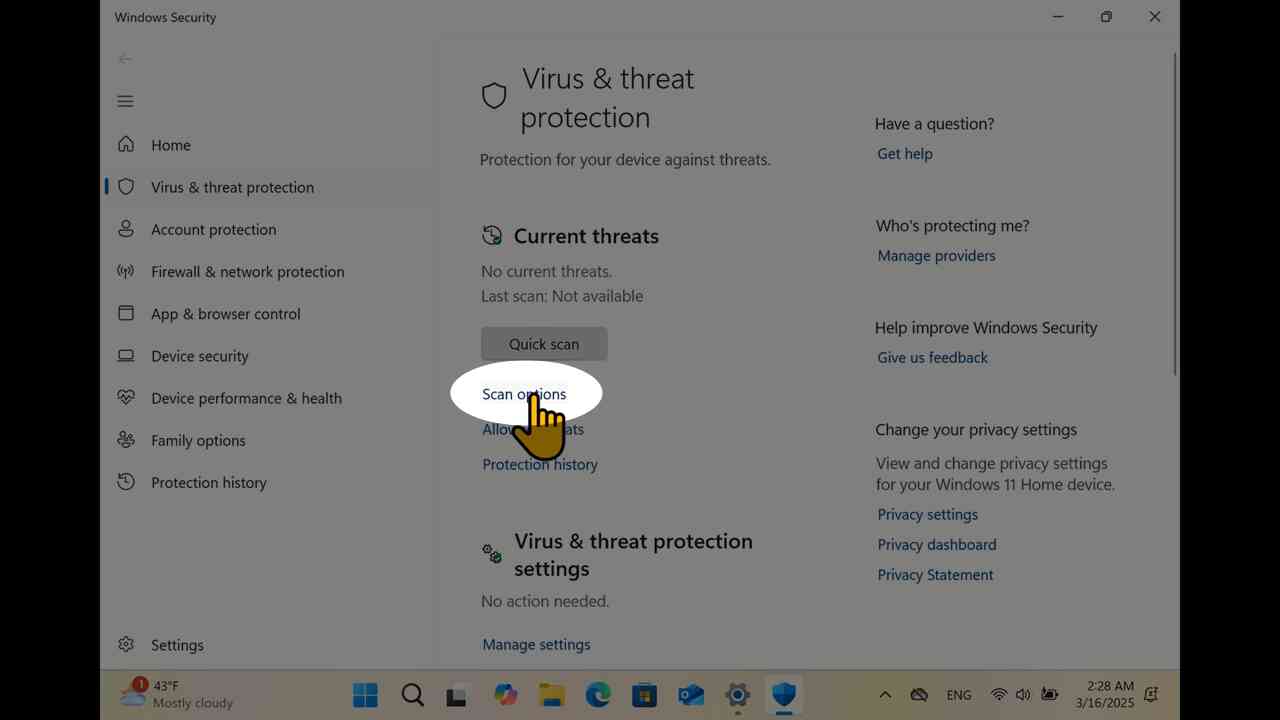 Windows Security
Home
Virus & threat protection
Account protection
Firewall & network protection
App & browser control
Device security
Device performance & health
Family options
Protection history
Settings
Virus & threat
protection
Protection for your device against threats.
Current threats
No current threats.
Last scan: Not available
Quick scan
Scan options
Protection history
Virus & threat protection
settings
No action needed.
Manage settings
Have a question?
Get help
Who's protecting me?
Manage providers
Help improve Windows Security
Give us feedback
Change your privacy settings
View and change privacy settings
for your Windows 11 Home device.
Privacy settings
Privacy dashboard
Privacy Statement
1
43°F
Mostly cloudy
ENG
2:28 AM
3/16/2025